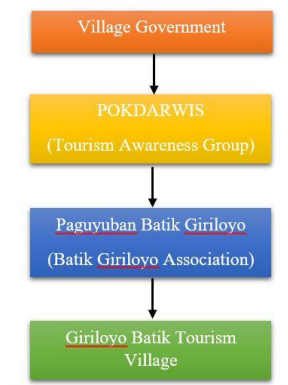 Village Government
POKDARWIS
(Tourism Awareness Group)
Paguyuban Batik Giriloyo
(Batik Giriloyo Association)
Giriloyo Batik Tourism
Village